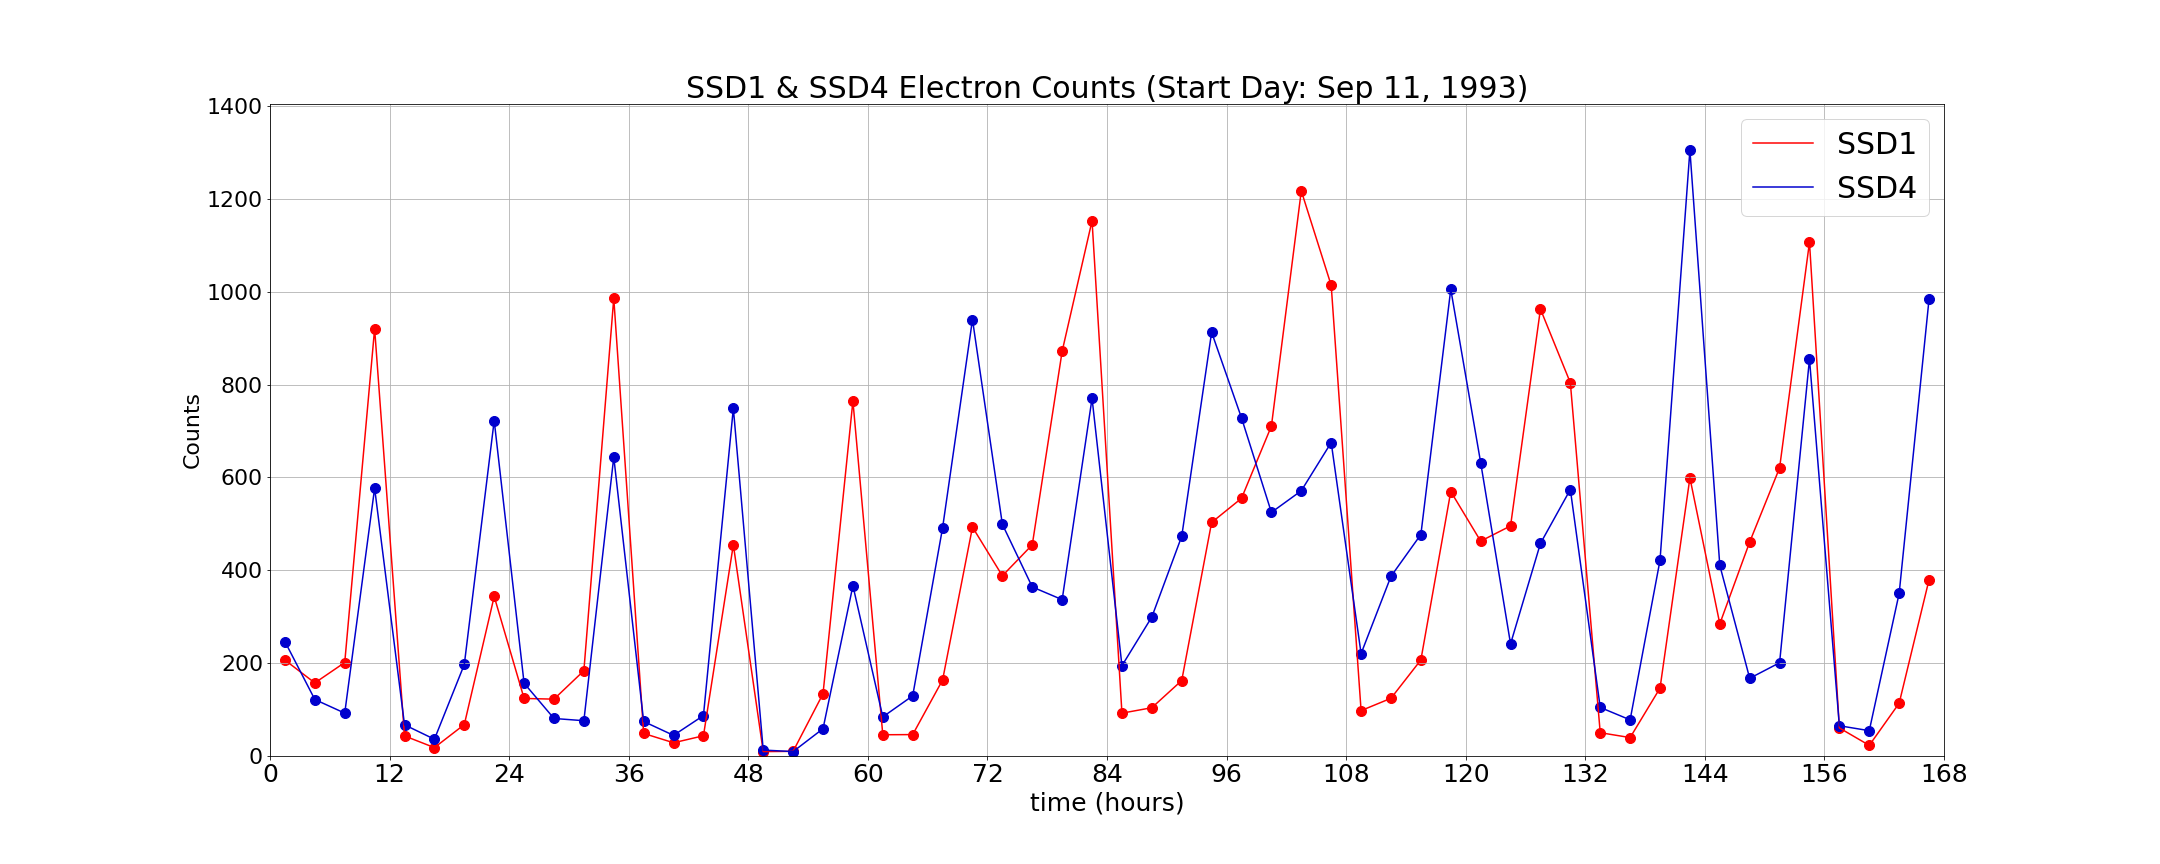 SSD1 & SSD4 Electron Counts (Start Day: Sep 11, 1993)
1400
1200
1000
800
600
400
200
0
Counts
SSD1
SSD4
0 12 24 36 48 60 72 84 96 108 120 132 144 156 168
time (hours)